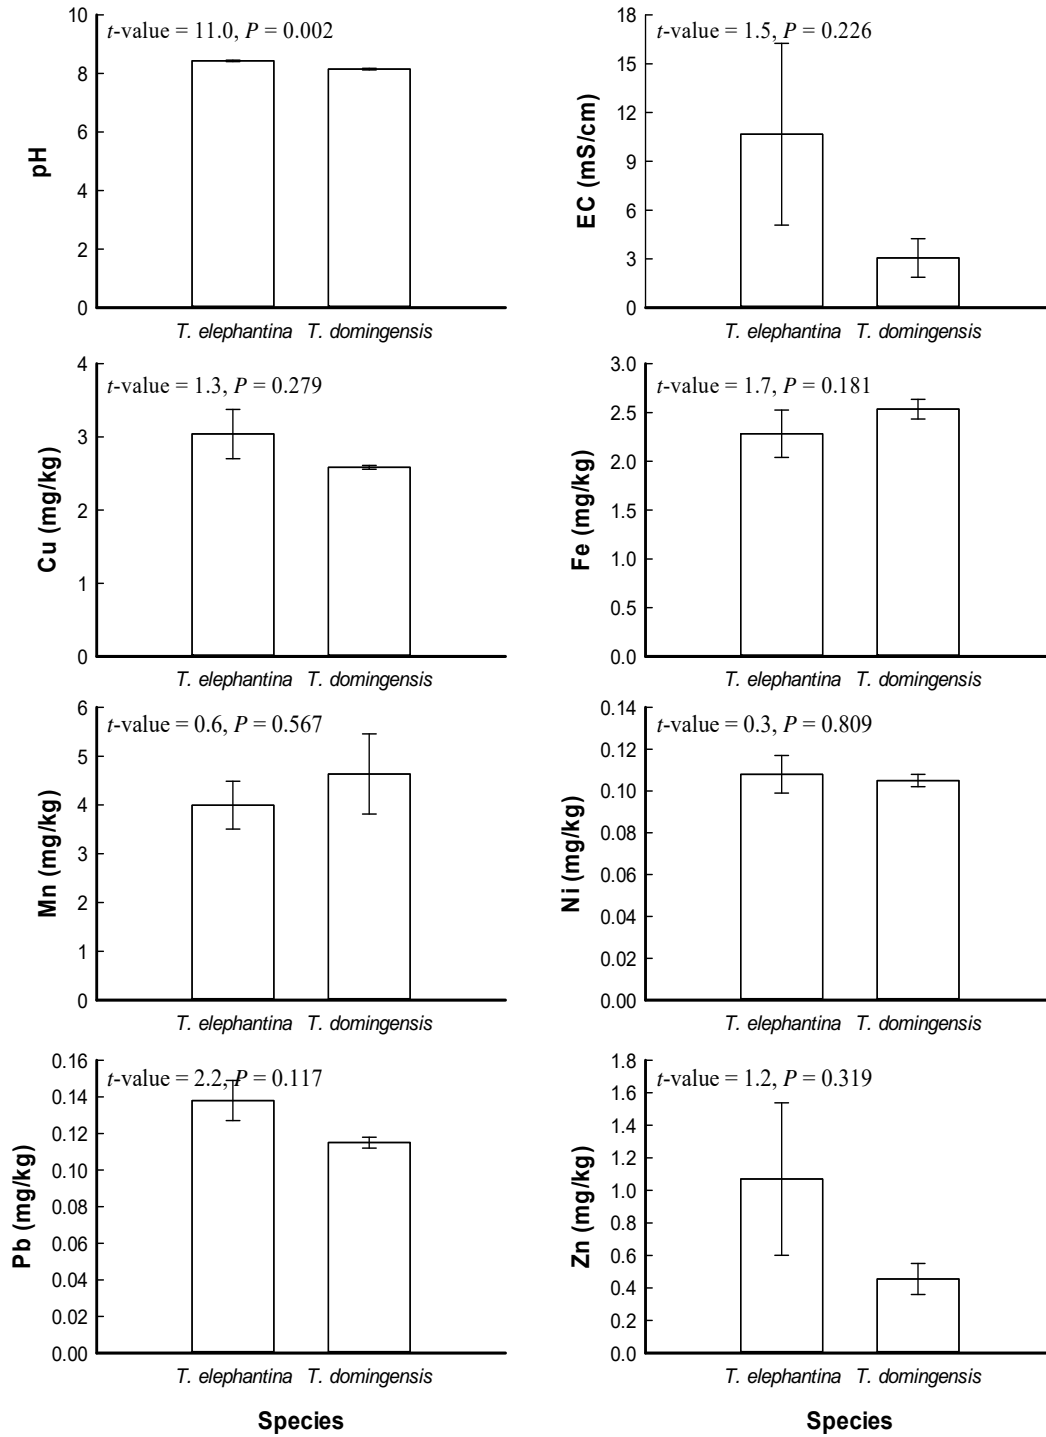 t-value = 11.0, P = 0.002
10
8
6
4
2
0
pH
T. elephantina T. domingensis
t-value = 1.5, P = 0.226
18
15
12
9
6
3
0
EC (mS/cm)
T. elephantina T. domingensis
t-value = 1.3, P = 0.279
4
3
2
1
0
Cu (mg/kg)
T. elephantina T. domingensis
t-value = 1.7, P = 0.181
3.0
2.5
2.0
1.5
1.0
0.5
0.0
Fe (mg/kg)
T. elephantina T. domingensis
t-value = 0.6, P = 0.567
6
5
4
3
2
1
0
Mn (mg/kg)
T. elephantina T. domingensis
t-value = 0.3, P = 0.809
0.14
0.12
0.10
0.08
0.06
0.04
0.02
0.00
Ni (mg/kg)
T. elephantina T. domingensis
t-value = 2.2, P = 0.117
0.16
0.14
0.12
0.10
0.08
0.06
0.04
0.02
0.00
Pb (mg/kg)
T. elephantina T. domingensis
Species
t-value = 1.2, P = 0.319
1.8
1.6
1.4
1.2
1.0
0.8
0.6
0.4
0.2
0.0
Zn (mg/kg)
T. elephantina T. domingensis
Species